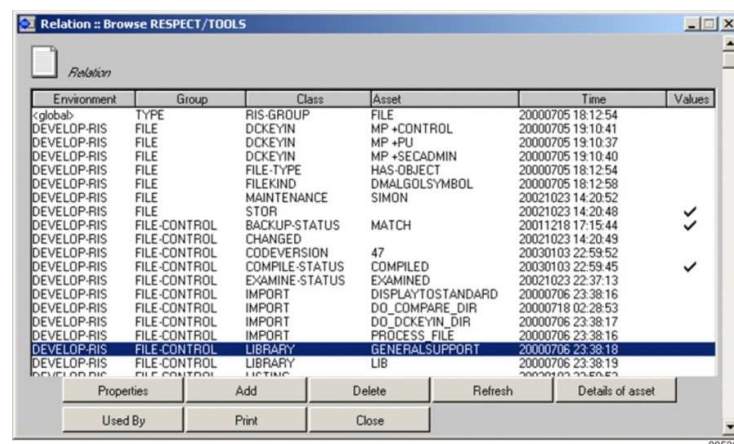 Relation :: Browse RESPECT/TOOLS
Relation
Environment Group Class Asset Time Values
<global> TYPE RIS-GROUP FILE 20000705 18:12:54
DEVELOP-RIS FILE DCKEYIN MP +CONTROL 20000705 19:10:41
DEVELOP-RIS FILE DCKEYIN MP +PU 20000705 19:10:37
DEVELOP-RIS FILE DCKEYIN MP +SECADMIN 20000705 19:10:40
DEVELOP-RIS FILE FILE-TYPE HAS-OBJECT 20000705 18:12:54
DEVELOP-RIS FILE FILEKIND DMALGOLSYMBOL 20000705 18:12:58
DEVELOP-RIS FILE MAINTENANCE SIMON 20021023 14:20:52
DEVELOP-RIS FILE STOR 20021023 14:20:48 ✓
DEVELOP-RIS FILE-CONTROL BACKUP-STATUS MATCH 20011218 17:15:44 ✓
DEVELOP-RIS FILE-CONTROL CHANGED 20021023 14:20:49
DEVELOP-RIS FILE-CONTROL CODEVERSION 47 20030103 22:59:52
DEVELOP-RIS FILE-CONTROL COMPILE-STATUS COMPILED 20030103 22:59:45 ✓
DEVELOP-RIS FILE-CONTROL EXAMINE-STATUS EXAMINED 20021023 22:37:13
DEVELOP-RIS FILE-CONTROL IMPORT DISPLAYTOSTANDARD 20000706 23:38:16
DEVELOP-RIS FILE-CONTROL IMPORT DO_COMPARE_DIR 20000718 02:28:53
DEVELOP-RIS FILE-CONTROL IMPORT DO_DCKEYIN_DIR 20000706 23:38:17
DEVELOP-RIS FILE-CONTROL IMPORT PROCESS_FILE 20000706 23:38:16
DEVELOP-RIS FILE-CONTROL LIBRARY GENERALSUPPORT 20000706 23:38:18
DEVELOP-RIS FILE-CONTROL LIBRARY LIB 20000706 23:38:19
Properties Add Delete Refresh Details of asset
Used By Print Close